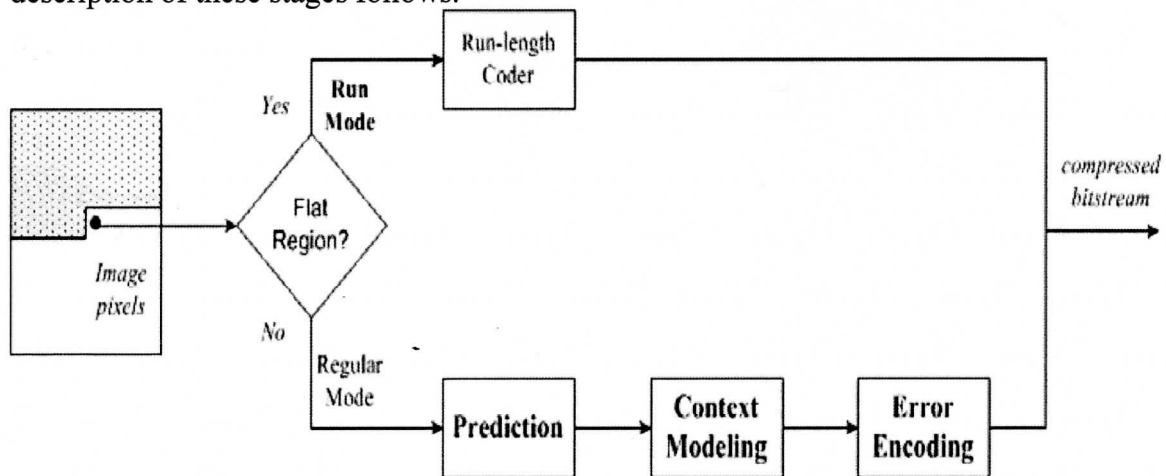 description of these stages follows.
Run-length
Coder
Yes
Run
Mode
compressed
bitstream
Flat
Region?
Image
pixels
No
Regular
Mode
Prediction
Context
Modeling
Error
Encoding